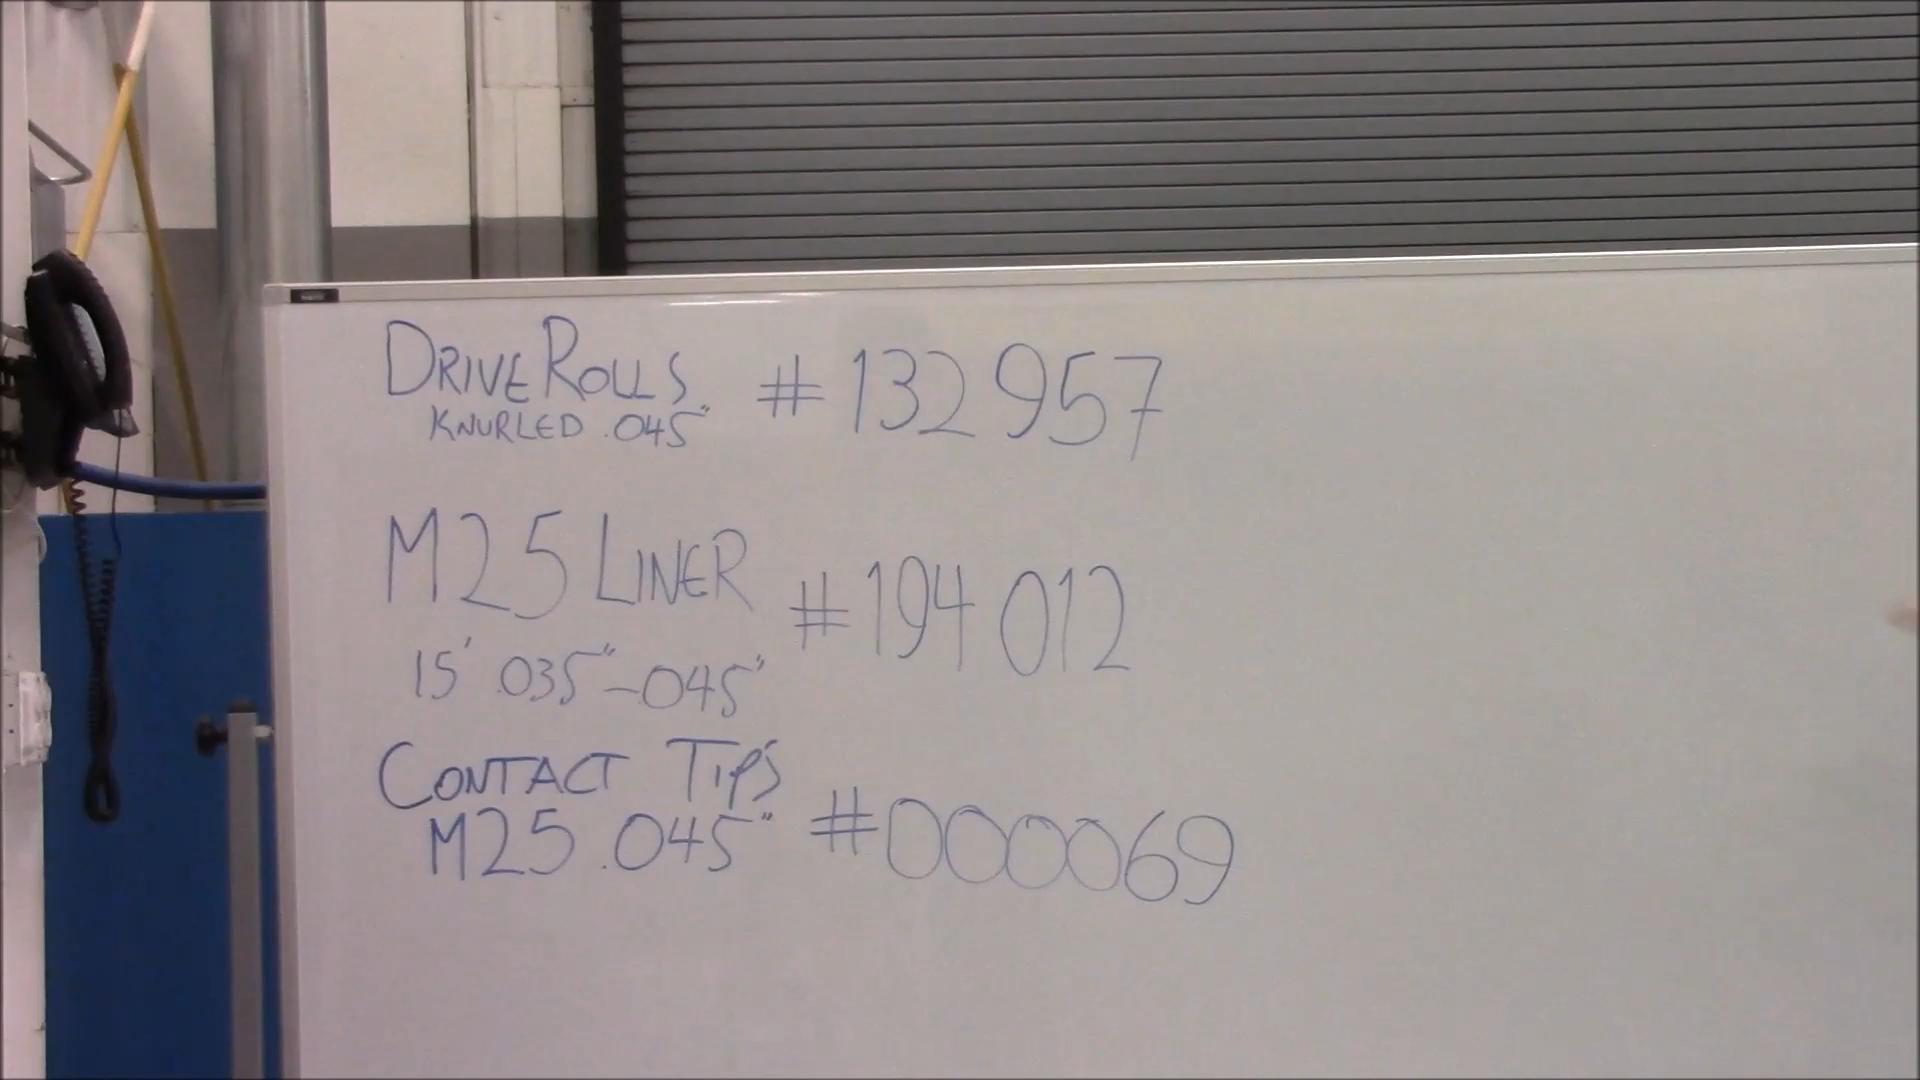 DRIVE ROLLS #132957
KNURLED .045"
M25 LINER #194012
15' .035"-.045"
CONTACT TIPS
M25 .045" #000069